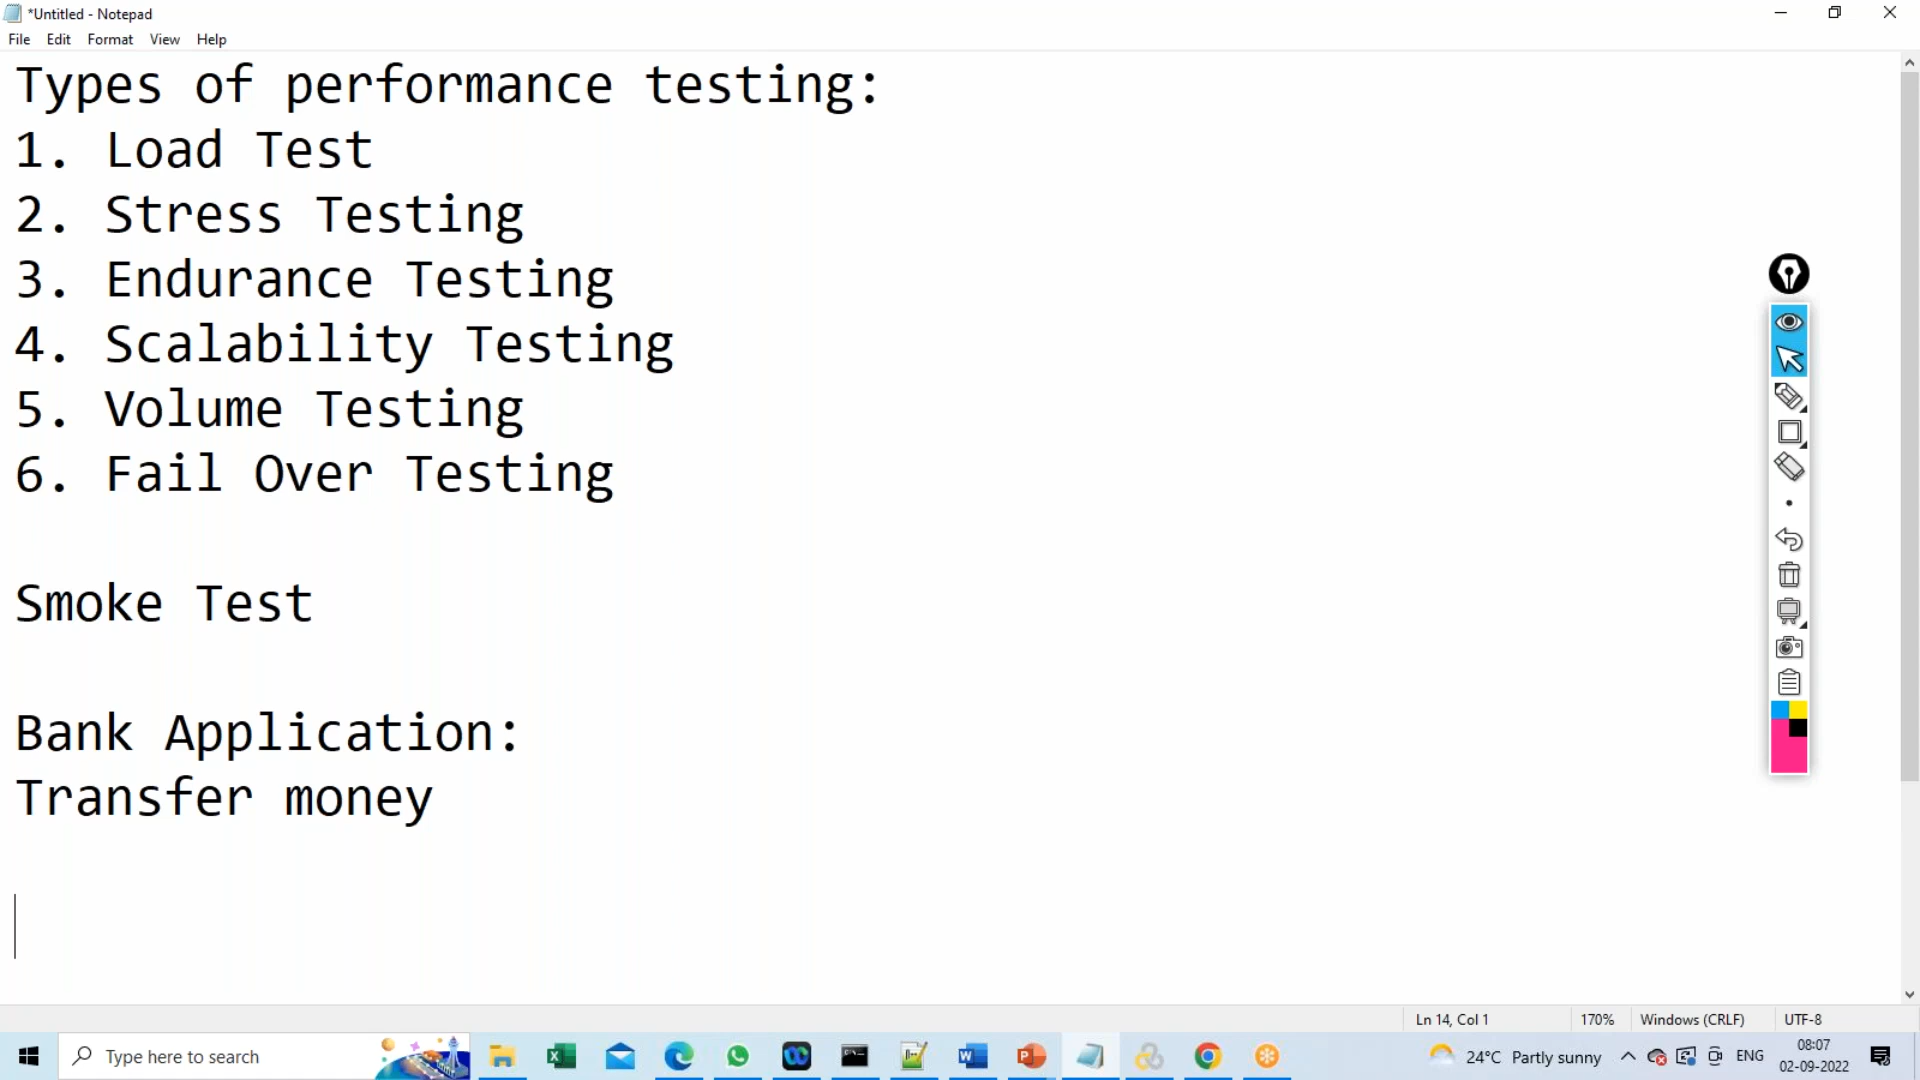 *Untitled - Notepad
File Edit Format View Help
Types of performance testing:
1. Load Test
2. Stress Testing
3. Endurance Testing
4. Scalability Testing
5. Volume Testing
6. Fail Over Testing
Smoke Test
Bank Application:
Transfer money
Ln 14, Col 1 170% Windows (CRLF) UTF-8
Type here to search
24°C Partly sunny ENG
08:07
02-09-2022